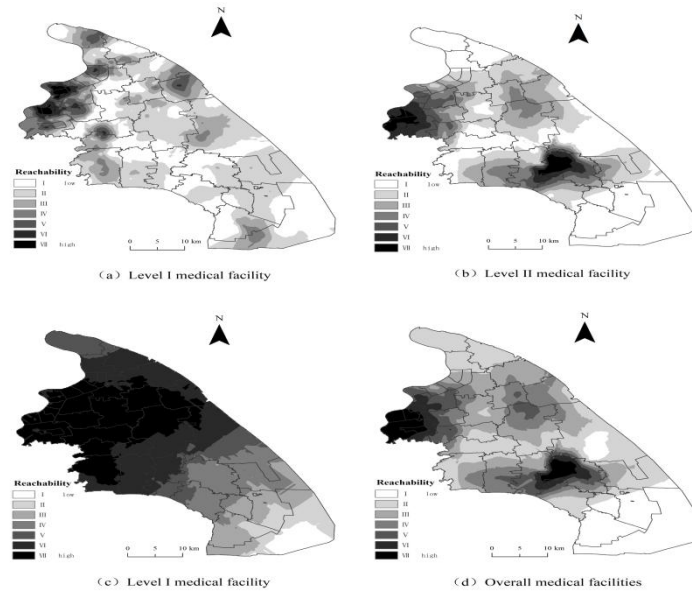 N
Reachability
I low
II
III
IV
V
VI
VII high
0 5 10 km
(a) Level I medical facility
N
Reachability
I low
II
III
IV
V
VI
VII high
0 5 10 km
(b) Level II medical facility
N
Reachability
I low
II
III
IV
V
VI
VII high
0 5 10 km
(c) Level I medical facility
N
Reachability
I low
II
III
IV
V
VI
VII high
0 5 10 km
(d) Overall medical facilities